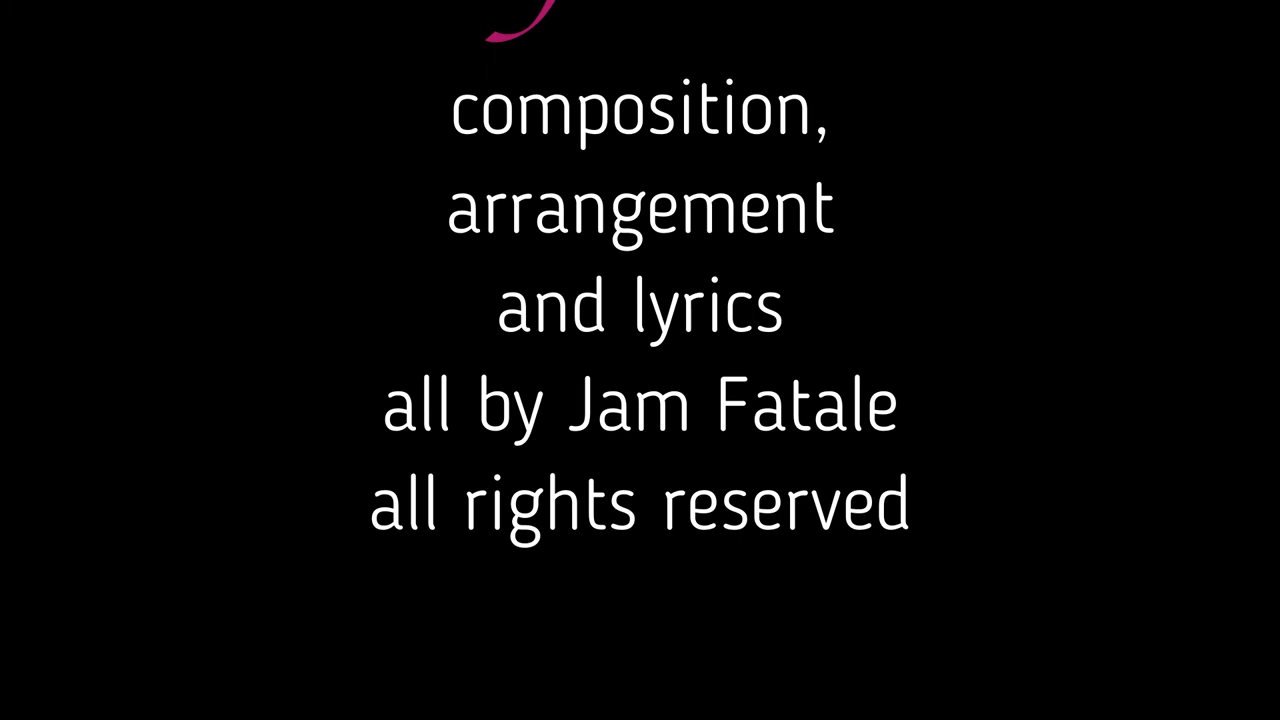 composition,
arrangement
and lyrics
all by Jam Fatale
all rights reserved